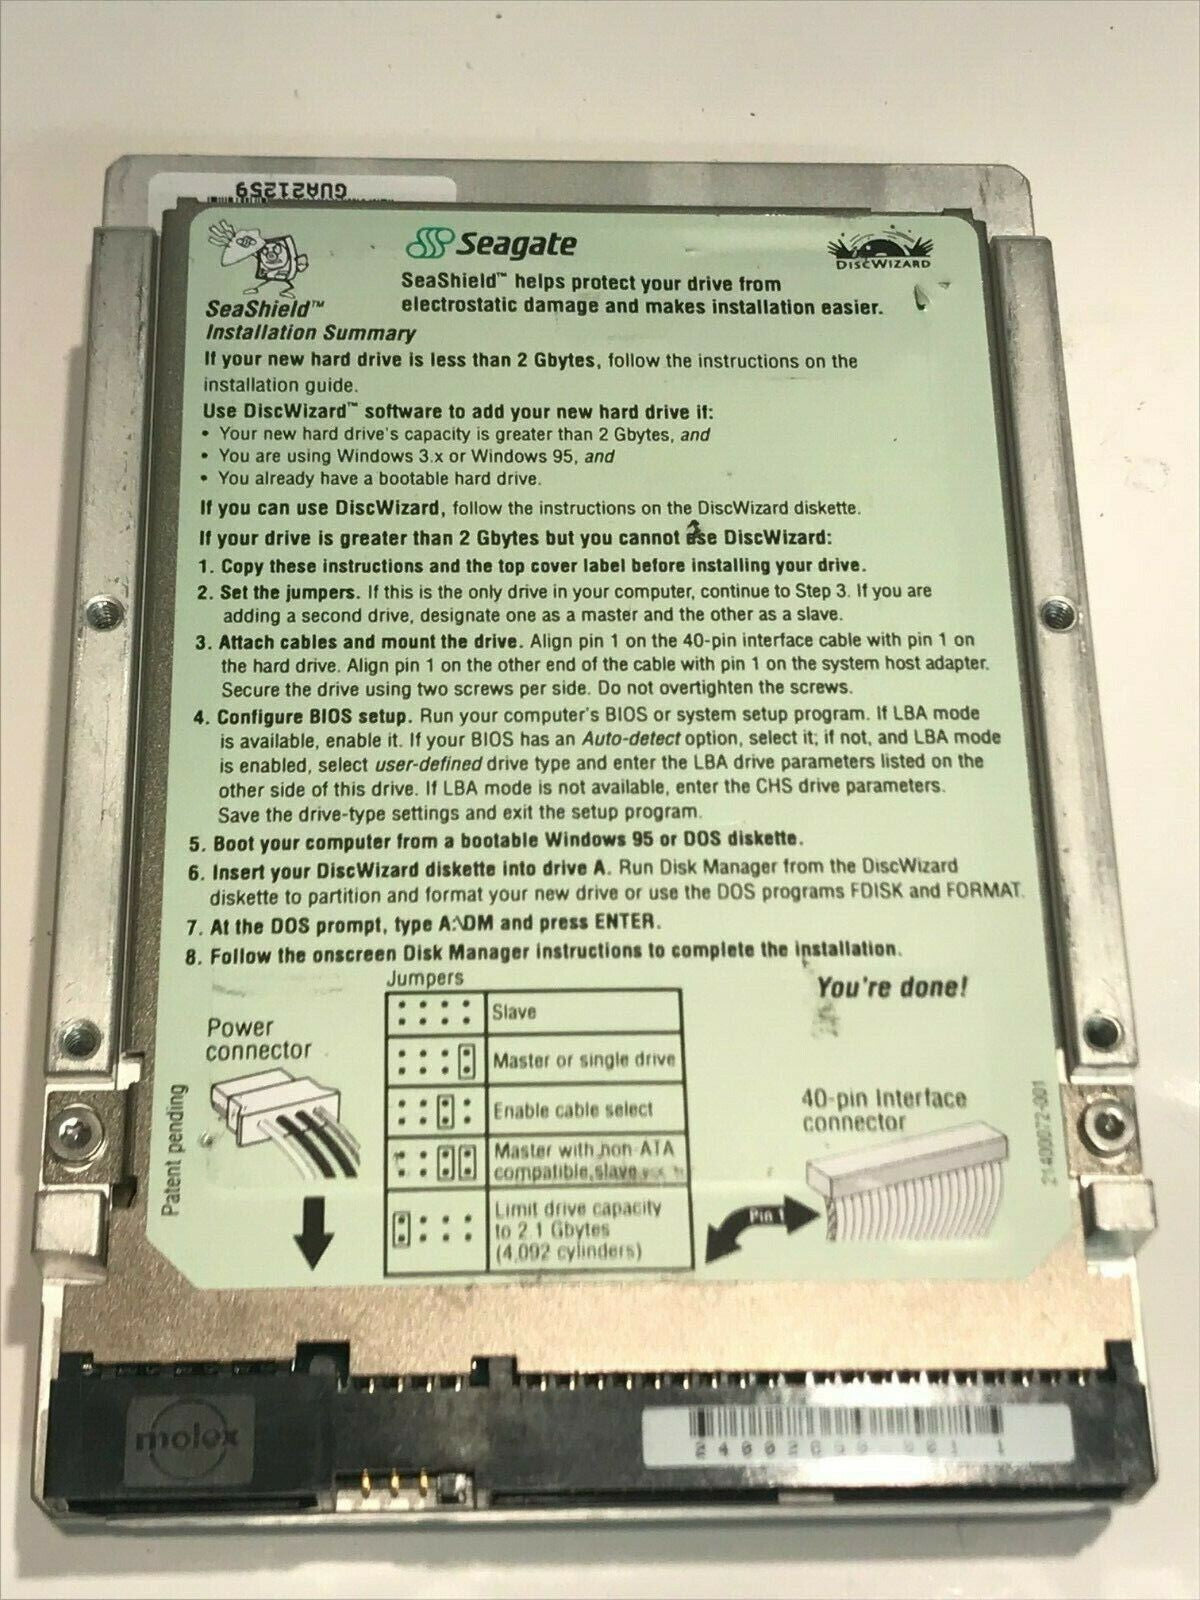 GUA21259
Seagate
DISCWIZARD
SeaShield™ helps protect your drive from
electrostatic damage and makes installation easier.
SeaShield™
Installation Summary
If your new hard drive is less than 2 Gbytes, follow the instructions on the
installation guide.
Use DiscWizard™ software to add your new hard drive if:
• Your new hard drive's capacity is greater than 2 Gbytes, and
• You are using Windows 3.x or Windows 95, and
• You already have a bootable hard drive.
If you can use DiscWizard, follow the instructions on the DiscWizard diskette.
If your drive is greater than 2 Gbytes but you cannot use DiscWizard:
1. Copy these instructions and the top cover label before installing your drive.
2. Set the jumpers. If this is the only drive in your computer, continue to Step 3. If you are
adding a second drive, designate one as a master and the other as a slave.
3. Attach cables and mount the drive. Align pin 1 on the 40-pin interface cable with pin 1 on
the hard drive. Align pin 1 on the other end of the cable with pin 1 on the system host adapter.
Secure the drive using two screws per side. Do not overtighten the screws.
4. Configure BIOS setup. Run your computer's BIOS or system setup program. If LBA mode
is available, enable it. If your BIOS has an Auto-detect option, select it; if not, and LBA mode
is enabled, select user-defined drive type and enter the LBA drive parameters listed on the
other side of this drive. If LBA mode is not available, enter the CHS drive parameters.
Save the drive-type settings and exit the setup program.
5. Boot your computer from a bootable Windows 95 or DOS diskette.
6. Insert your DiscWizard diskette into drive A. Run Disk Manager from the DiscWizard
diskette to partition and format your new drive or use the DOS programs FDISK and FORMAT.
7. At the DOS prompt, type A:\DM and press ENTER.
8. Follow the onscreen Disk Manager instructions to complete the installation.
You're done!
Jumpers
Slave
Master or single drive
Enable cable select
Master with non-ATA
compatible slave
Limit drive capacity
to 2.1 Gbytes
(4,092 cylinders)
Power
connector
Patent pending
40-pin Interface
connector
Pin 1
21400072-001
molex